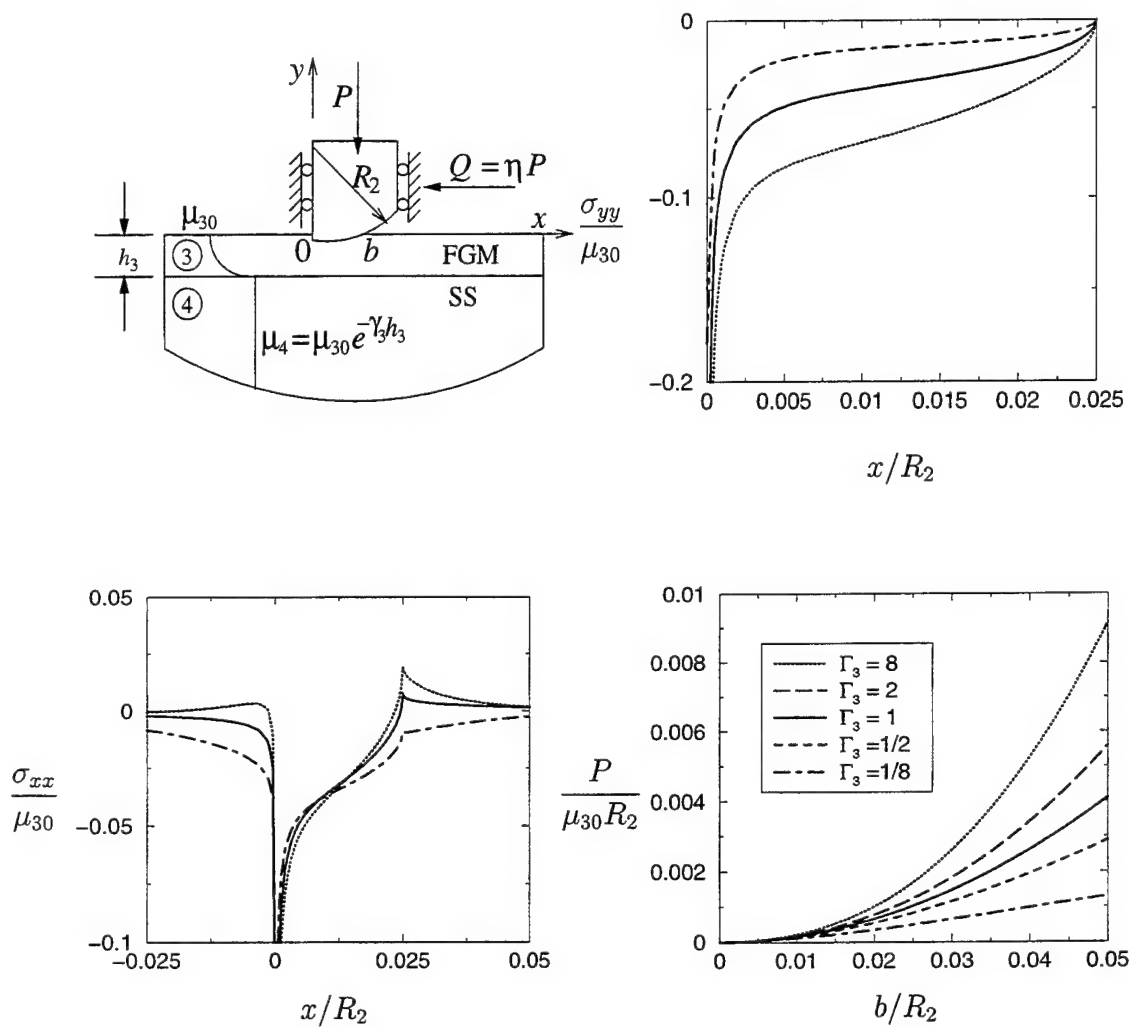 y
P
R₂
Q = ηP
μ₃₀
h₃
③
0
b
x
FGM
④
SS
μ₄=μ₃₀e^{-γ₃h₃}
σ_yy
μ₃₀
0
−0.1
−0.2
0
0.005
0.01
0.015
0.02
0.025
x/R₂
σ_xx
μ₃₀
0.05
0
−0.05
−0.1
−0.025
0
0.025
0.05
x/R₂
P
μ₃₀R₂
0.01
0.008
0.006
0.004
0.002
0
Γ₃ = 8
Γ₃ = 2
Γ₃ = 1
Γ₃ =1/2
Γ₃ =1/8
0
0.01
0.02
0.03
0.04
0.05
b/R₂